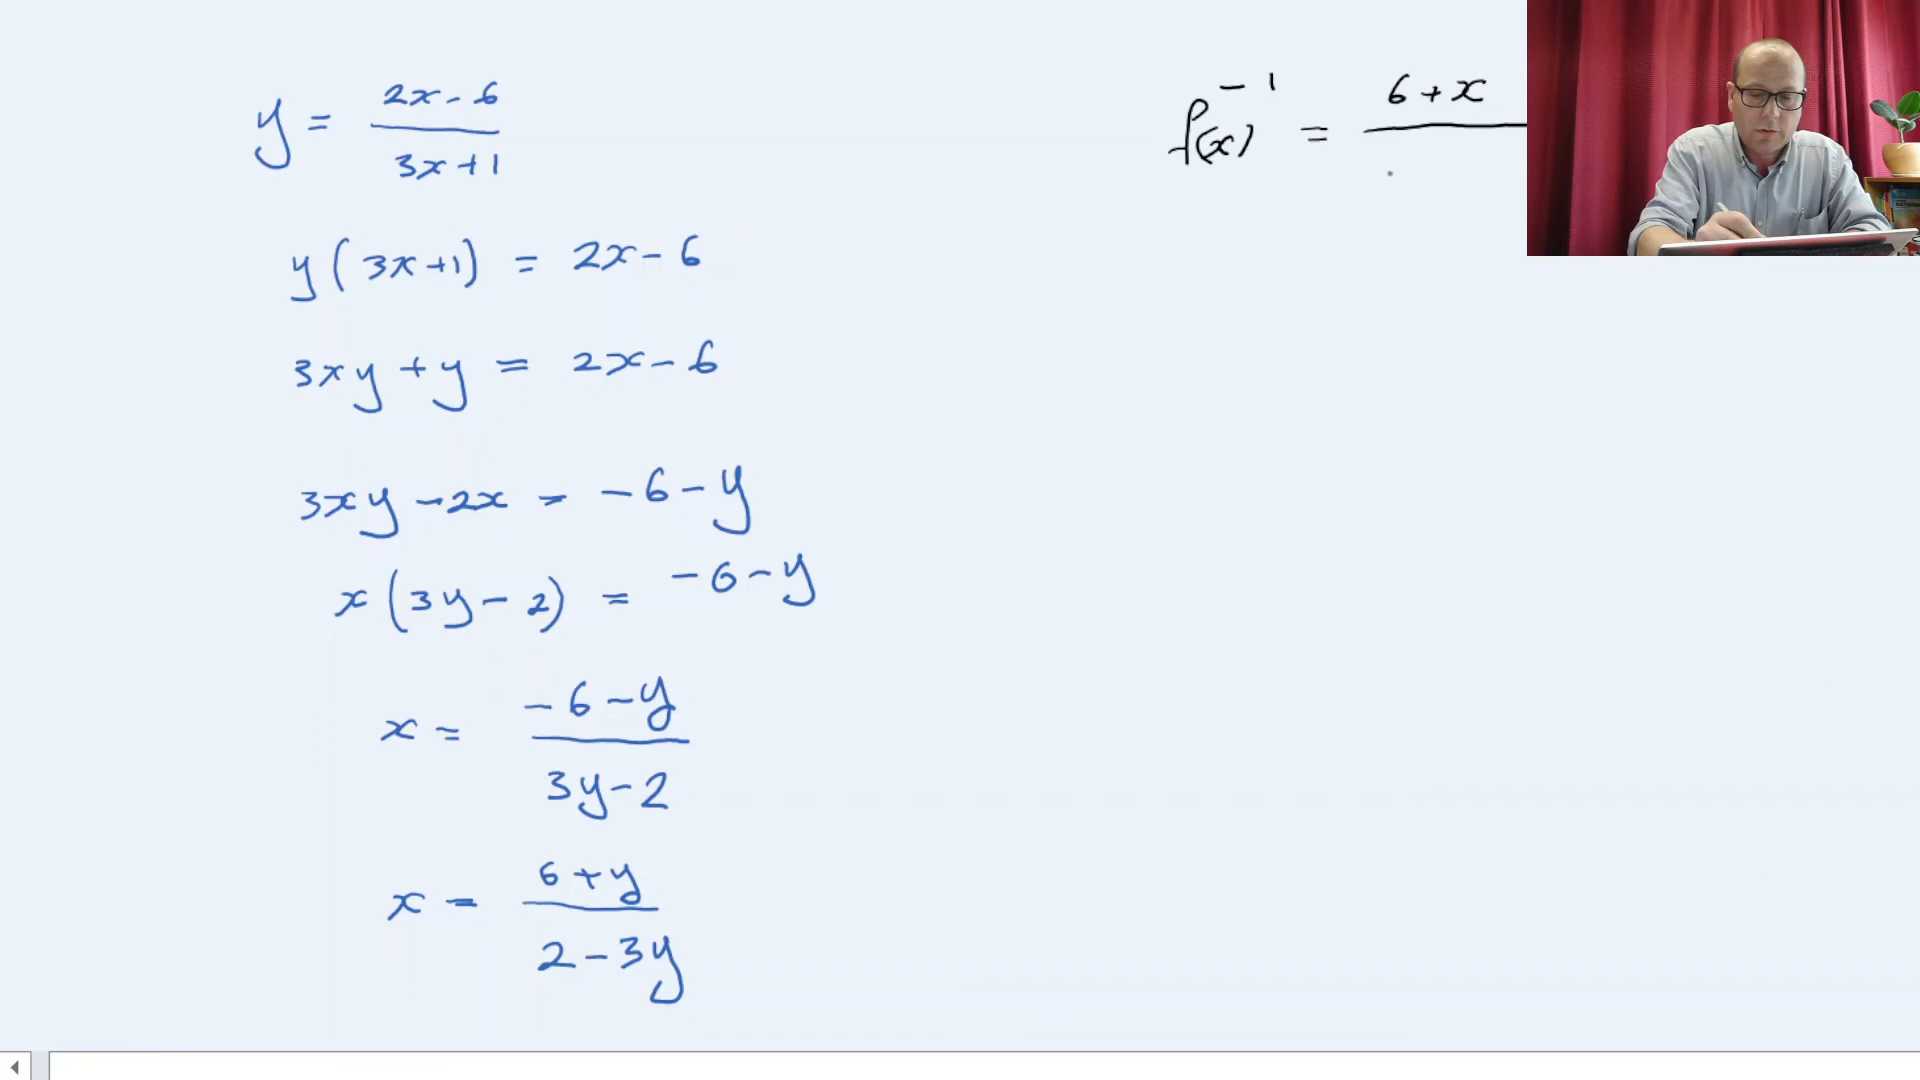 y = 2x - 6 / 3x + 1
y(3x+1) = 2x - 6
3xy + y = 2x - 6
3xy - 2x = -6 - y
x(3y - 2) = -6 - y
x = -6 - y / 3y - 2
x = 6 + y / 2 - 3y
f⁻¹(x) = 6 + x